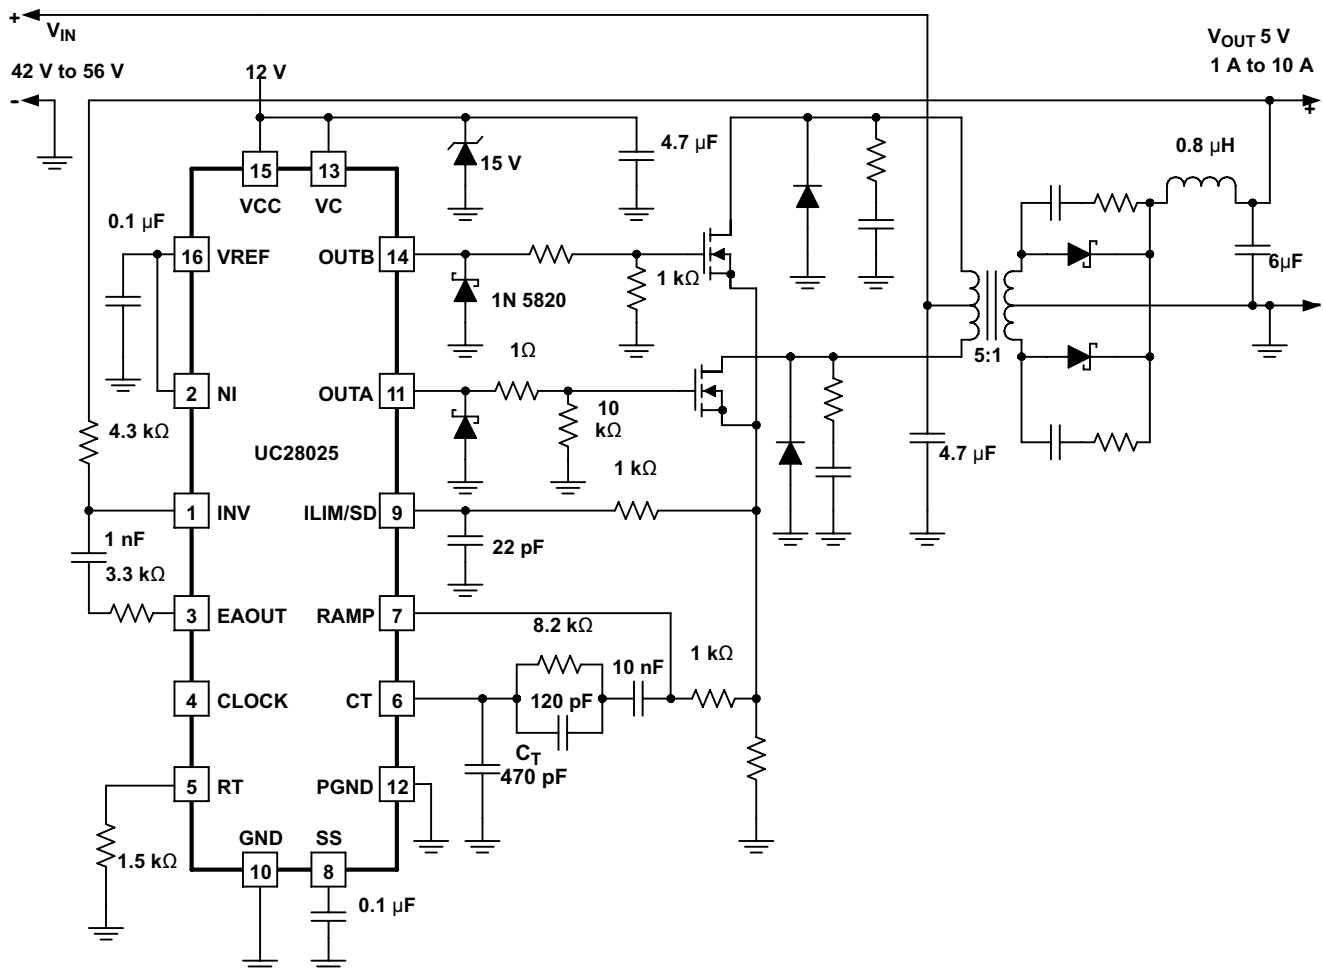 +
V_IN
42 V to 56 V
-
12 V
V_OUT 5 V
1 A to 10 A
+
4.7 µF
15 V
0.8 µH
15
13
VCC
VC
0.1 µF
16
VREF
OUTB
14
1 kΩ
6µF
1N 5820
1Ω
5:1
2
NI
OUTA
11
10
kΩ
4.3 kΩ
UC28025
4.7 µF
1 kΩ
1
INV
ILIM/SD
9
1 nF
22 pF
3.3 kΩ
3
EAOUT
RAMP
7
8.2 kΩ
1 kΩ
10 nF
4
CLOCK
CT
6
120 pF
C_T
470 pF
5
RT
PGND
12
GND
SS
1.5 kΩ
10
8
0.1 µF